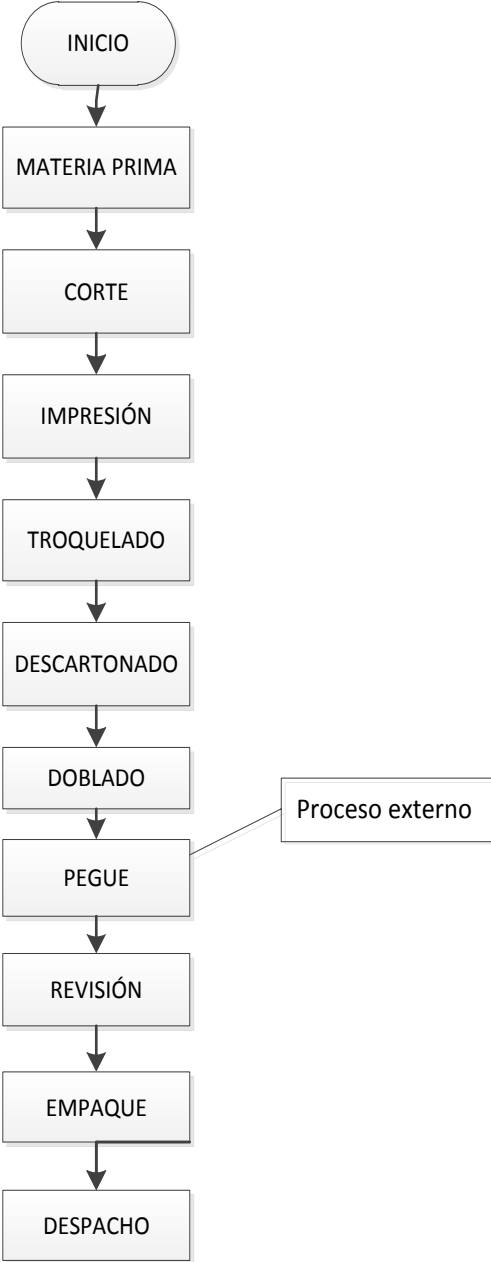 INICIO
MATERIA PRIMA
CORTE
IMPRESIÓN
TROQUELADO
DESCARTONADO
DOBLADO
Proceso externo
PEGUE
REVISIÓN
EMPAQUE
DESPACHO